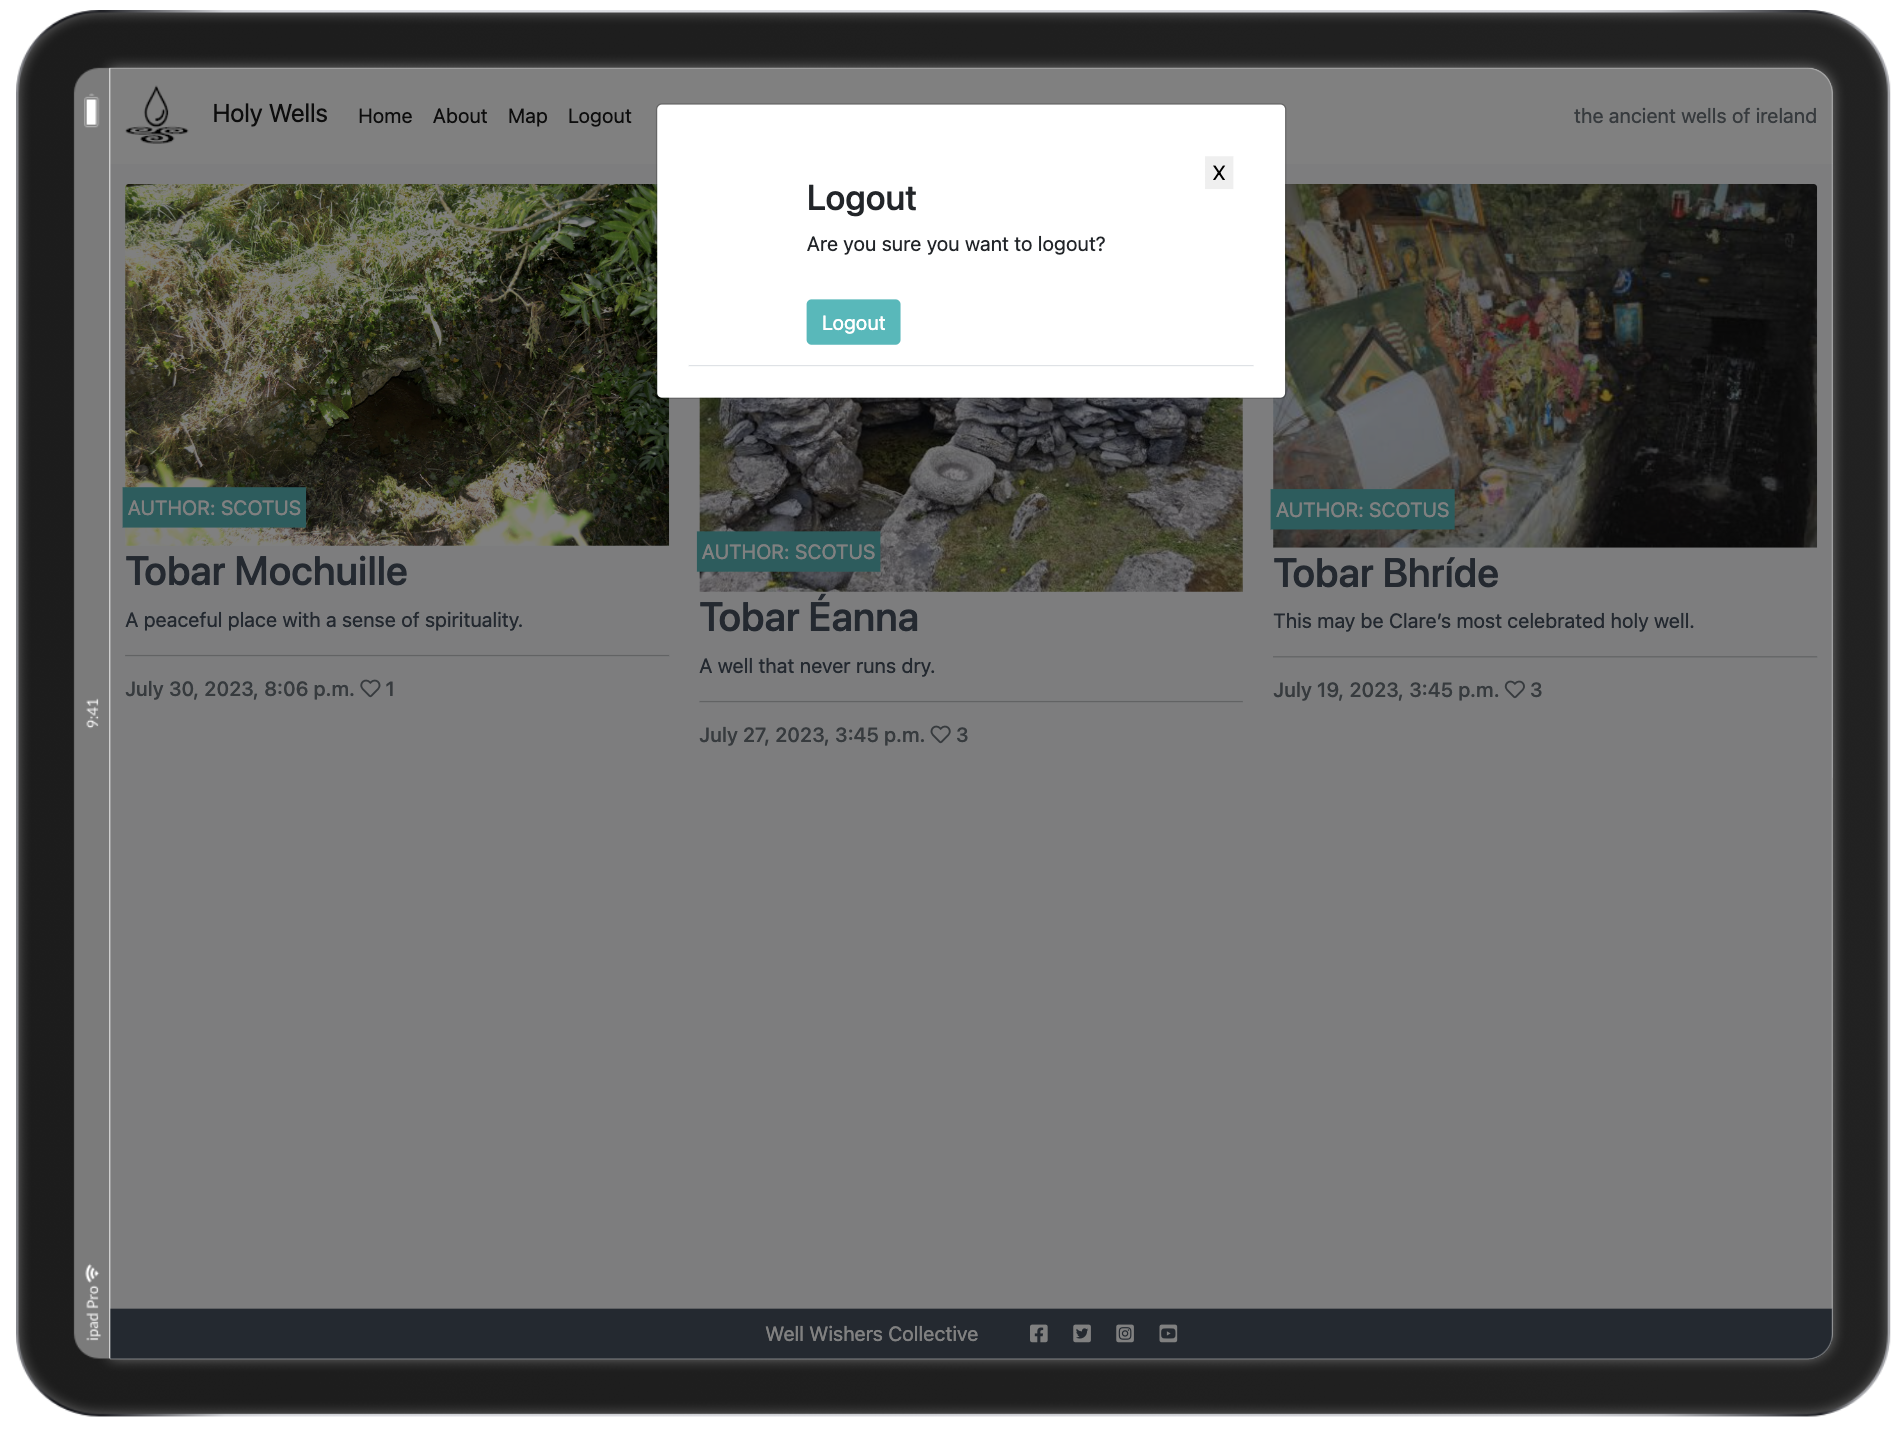 Holy Wells
Home
About
Map
Logout
the ancient wells of ireland
X
Logout
Are you sure you want to logout?
Logout
AUTHOR: SCOTUS
Tobar Mochuille
A peaceful place with a sense of spirituality.
July 30, 2023, 8:06 p.m. 1
AUTHOR: SCOTUS
Tobar Éanna
A well that never runs dry.
July 27, 2023, 3:45 p.m. 3
AUTHOR: SCOTUS
Tobar Bhríde
This may be Clare’s most celebrated holy well.
July 19, 2023, 3:45 p.m. 3
Well Wishers Collective
ipad Pro
9:41